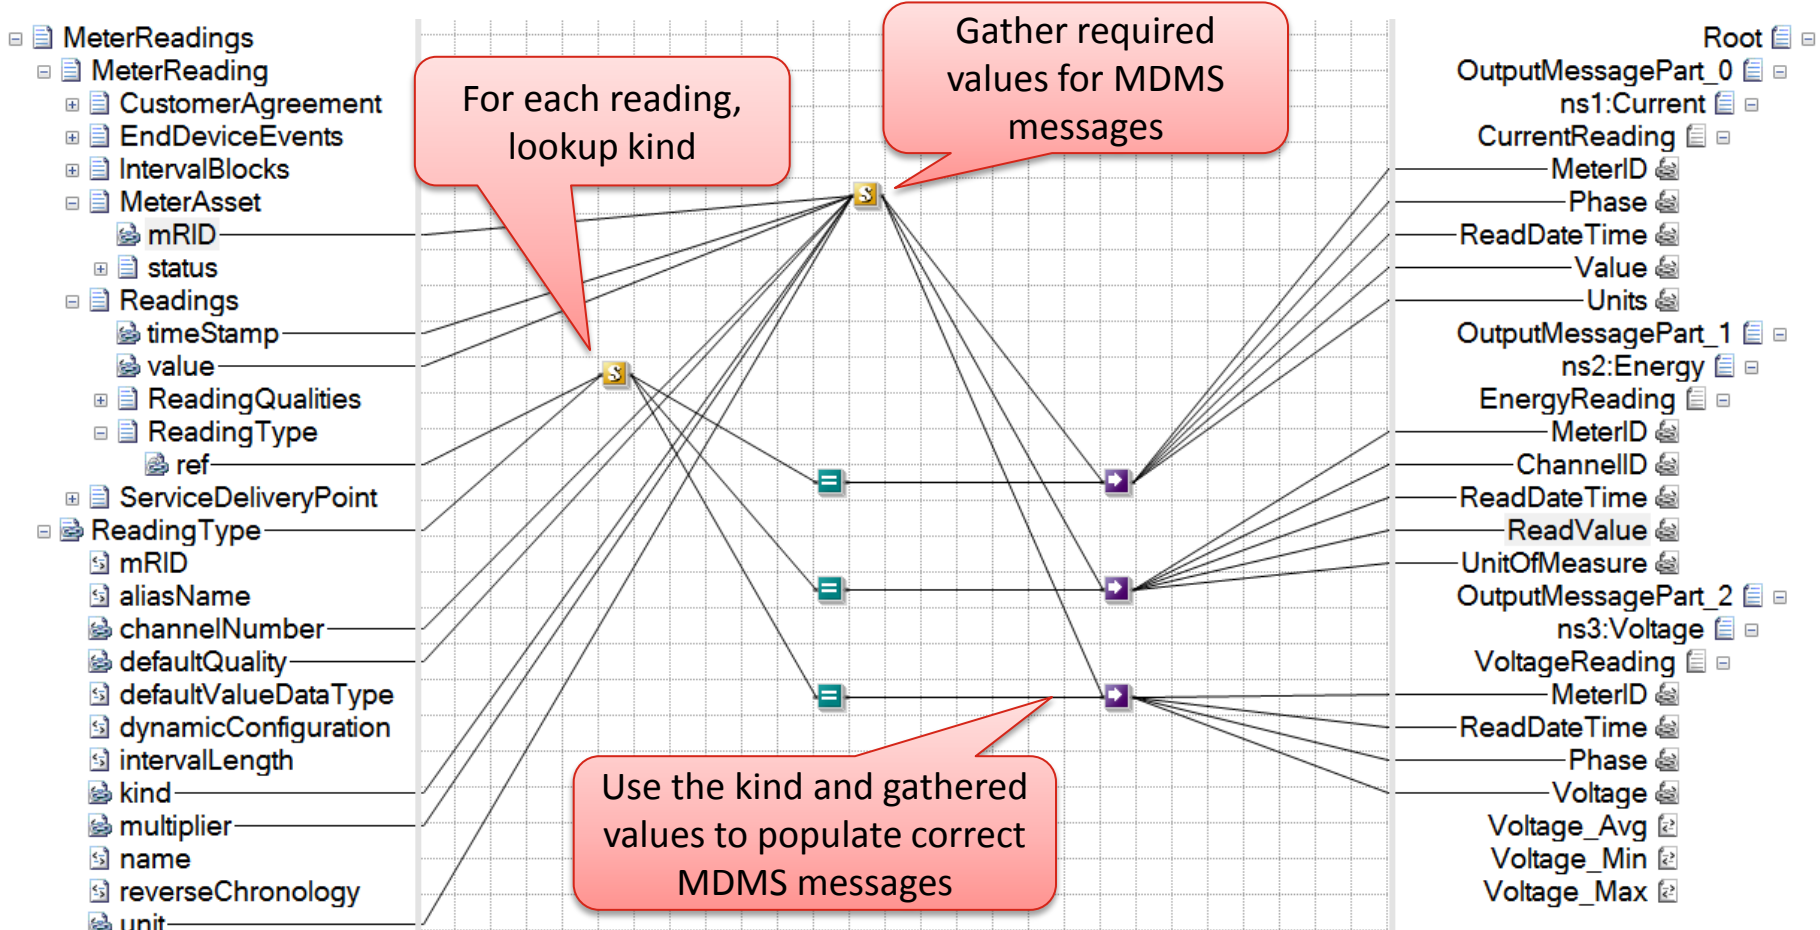 MeterReadings
MeterReading
CustomerAgreement
EndDeviceEvents
IntervalBlocks
MeterAsset
mRID
status
Readings
timeStamp
value
ReadingQualities
ReadingType
ref
ServiceDeliveryPoint
ReadingType
mRID
aliasName
channelNumber
defaultQuality
defaultValueDataType
dynamicConfiguration
intervalLength
kind
multiplier
name
reverseChronology
unit
For each reading,
lookup kind
Gather required
values for MDMS
messages
Use the kind and gathered
values to populate correct
MDMS messages
Root
OutputMessagePart_0
ns1:Current
CurrentReading
MeterID
Phase
ReadDateTime
Value
Units
OutputMessagePart_1
ns2:Energy
EnergyReading
MeterID
ChannelID
ReadDateTime
ReadValue
UnitOfMeasure
OutputMessagePart_2
ns3:Voltage
VoltageReading
MeterID
ReadDateTime
Phase
Voltage
Voltage_Avg
Voltage_Min
Voltage_Max